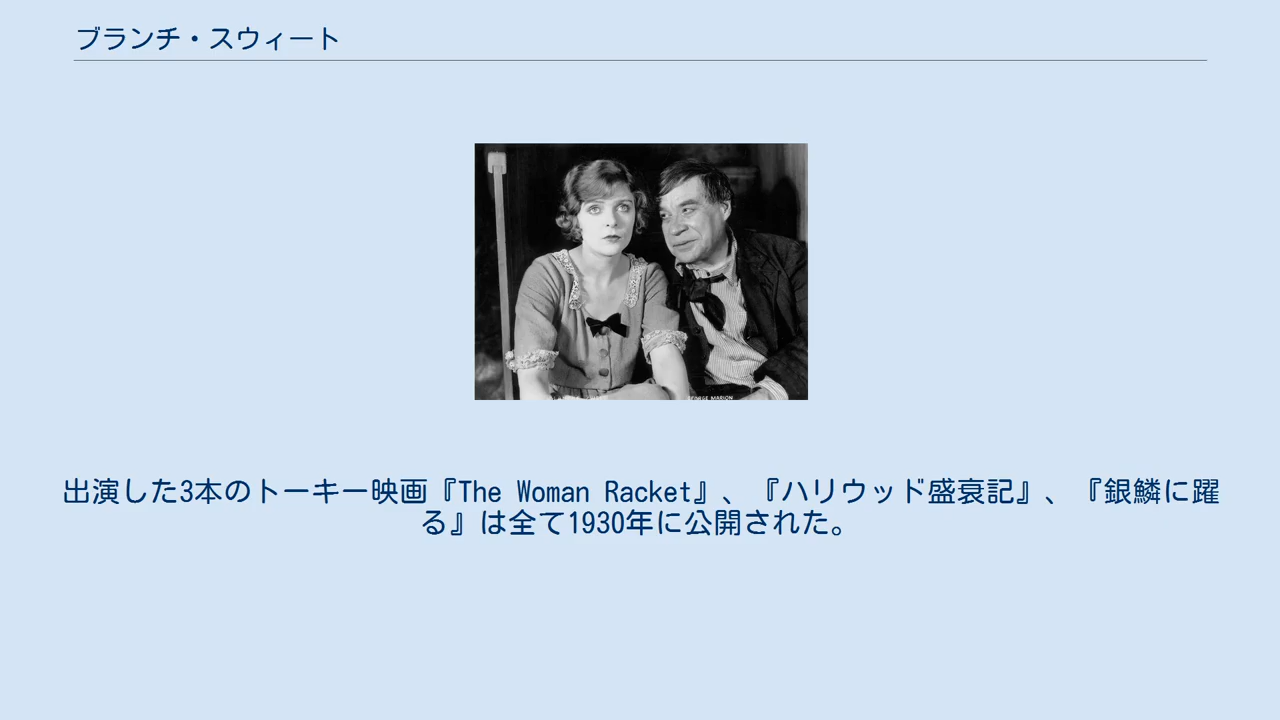 ブランチ・スウィート
GEORGE MARION
出演した3本のトーキー映画『The Woman Racket』、『ハリウッド盛衰記』、『銀鱗に躍
る』は全て1930年に公開された。